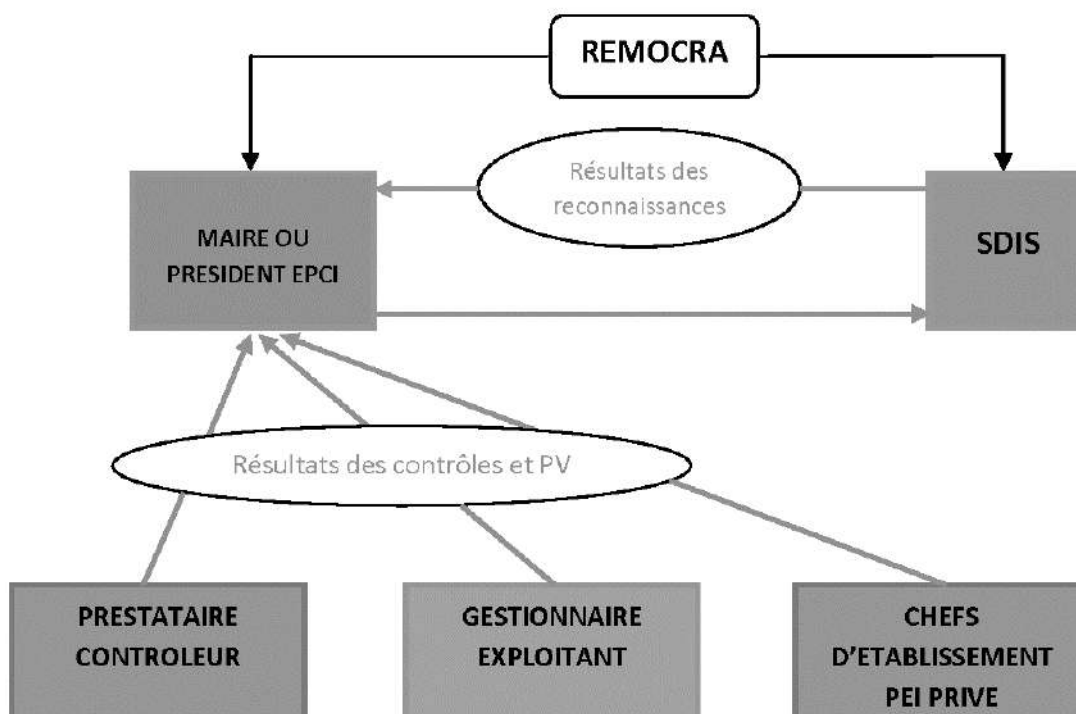 REMOCRA
Résultats des
reconnaissances
MAIRE OU
PRESIDENT EPCI
SDIS
Résultats des contrôles et PV
PRESTATAIRE
CONTROLEUR
GESTIONNAIRE
EXPLOITANT
CHEFS
D'ETABLISSEMENT
PEI PRIVE